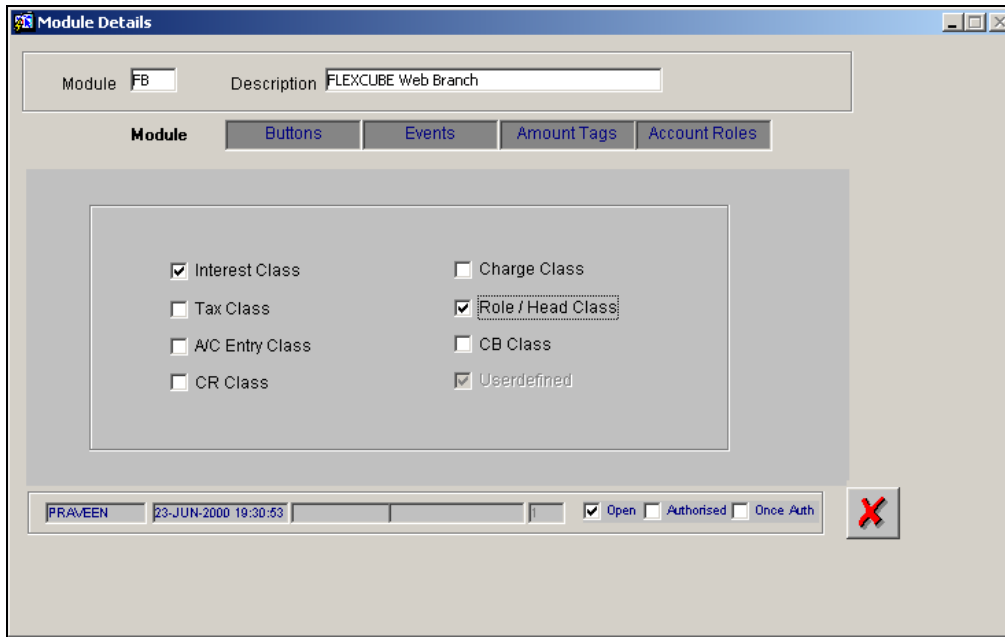 Module Details
Module FB Description FLEXCUBE Web Branch
Module Buttons Events Amount Tags Account Roles
Interest Class Charge Class
Tax Class Role / Head Class
A/C Entry Class CB Class
CR Class Userdefined
PRAVEEN 23-JUN-2000 19:30:53 1 Open Authorised Once Auth